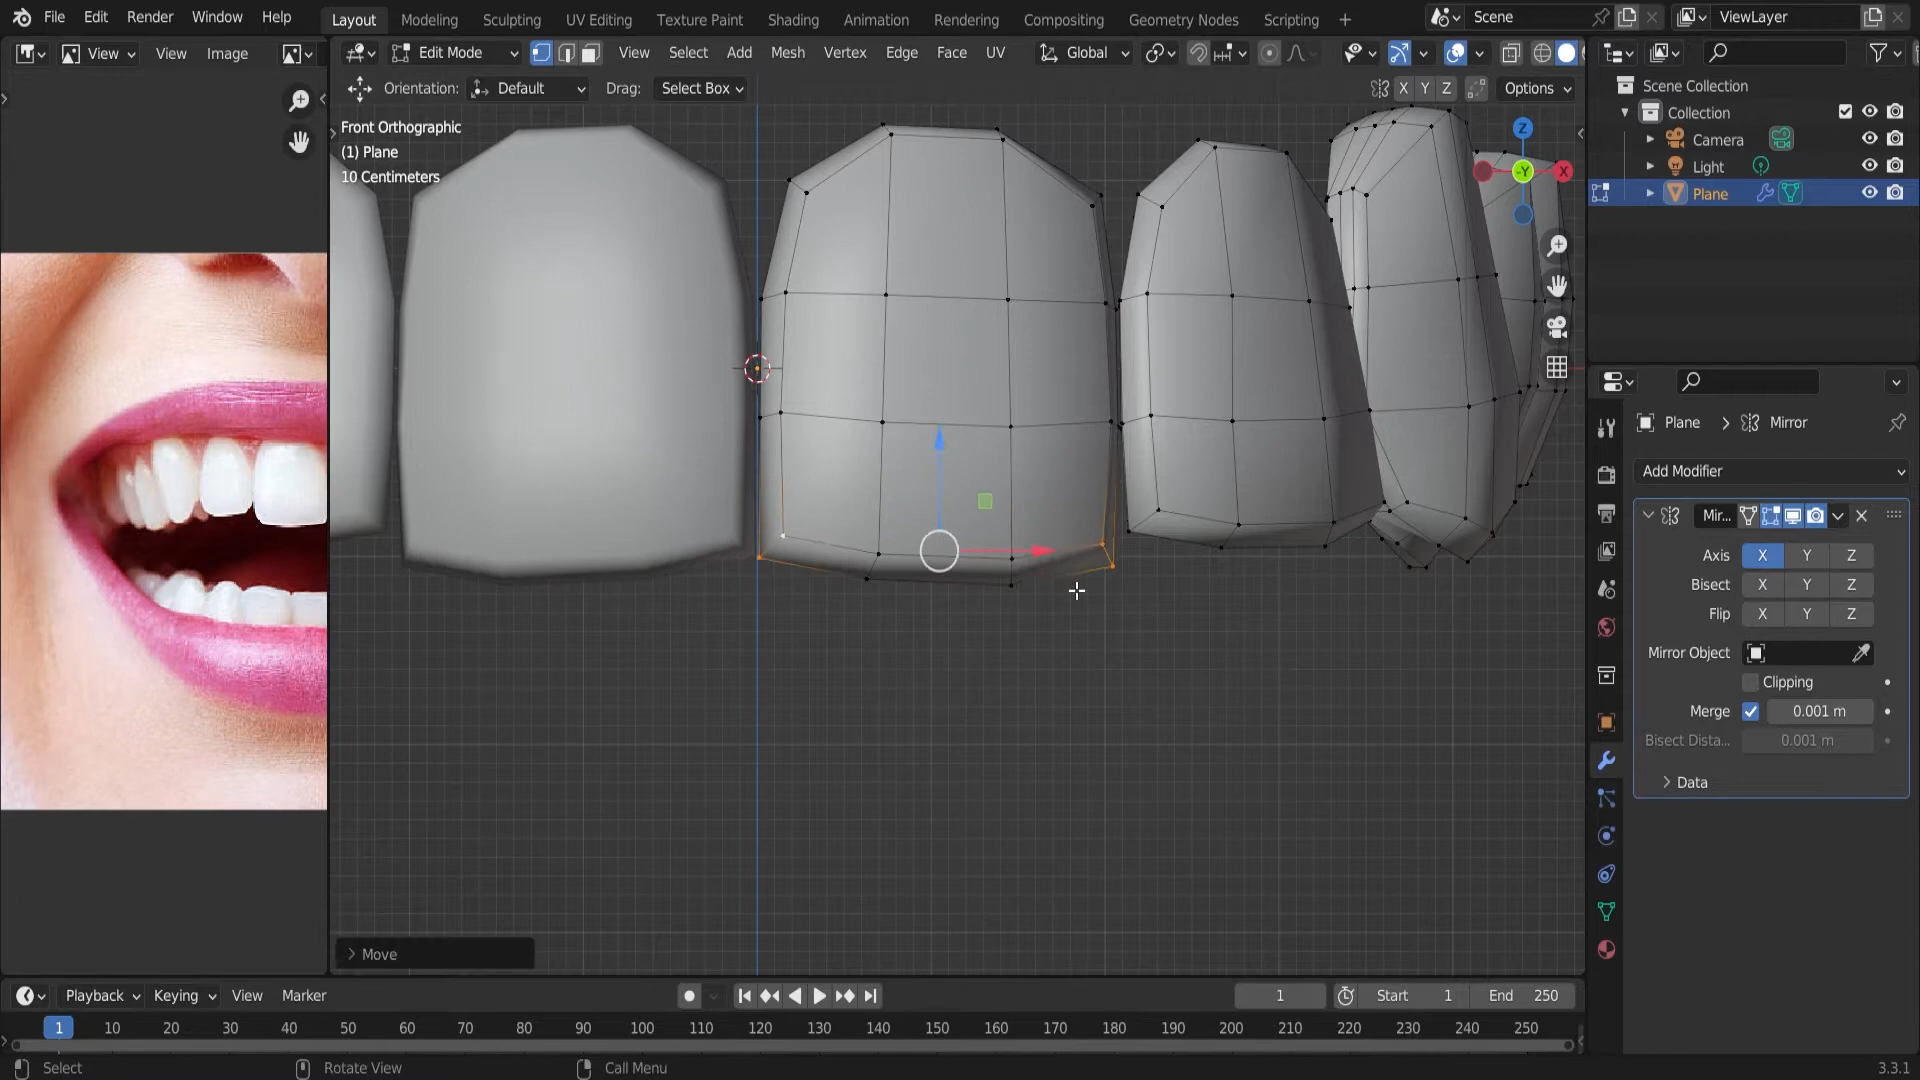 File Edit Render Window Help Layout Modeling Sculpting UV Editing Texture Paint Shading Animation Rendering Compositing Geometry Nodes Scripting + Scene ViewLayer
View View Image Edit Mode View Select Add Mesh Vertex Edge Face UV Global
Orientation: Default Drag: Select Box X Y Z Options
Front Orthographic
(1) Plane
10 Centimeters
Z
-Y
X
Scene Collection
Collection
Camera
Light
Plane
Plane > Mirror
Add Modifier
Mir...
Axis X Y Z
Bisect X Y Z
Flip X Y Z
Mirror Object
Clipping
Merge 0.001 m
Bisect Dista... 0.001 m
Data
Move
Playback Keying View Marker 1 Start 1 End 250
1 10 20 30 40 50 60 70 80 90 100 110 120 130 140 150 160 170 180 190 200 210 220 230 240 250
Select Rotate View Call Menu 3.3.1